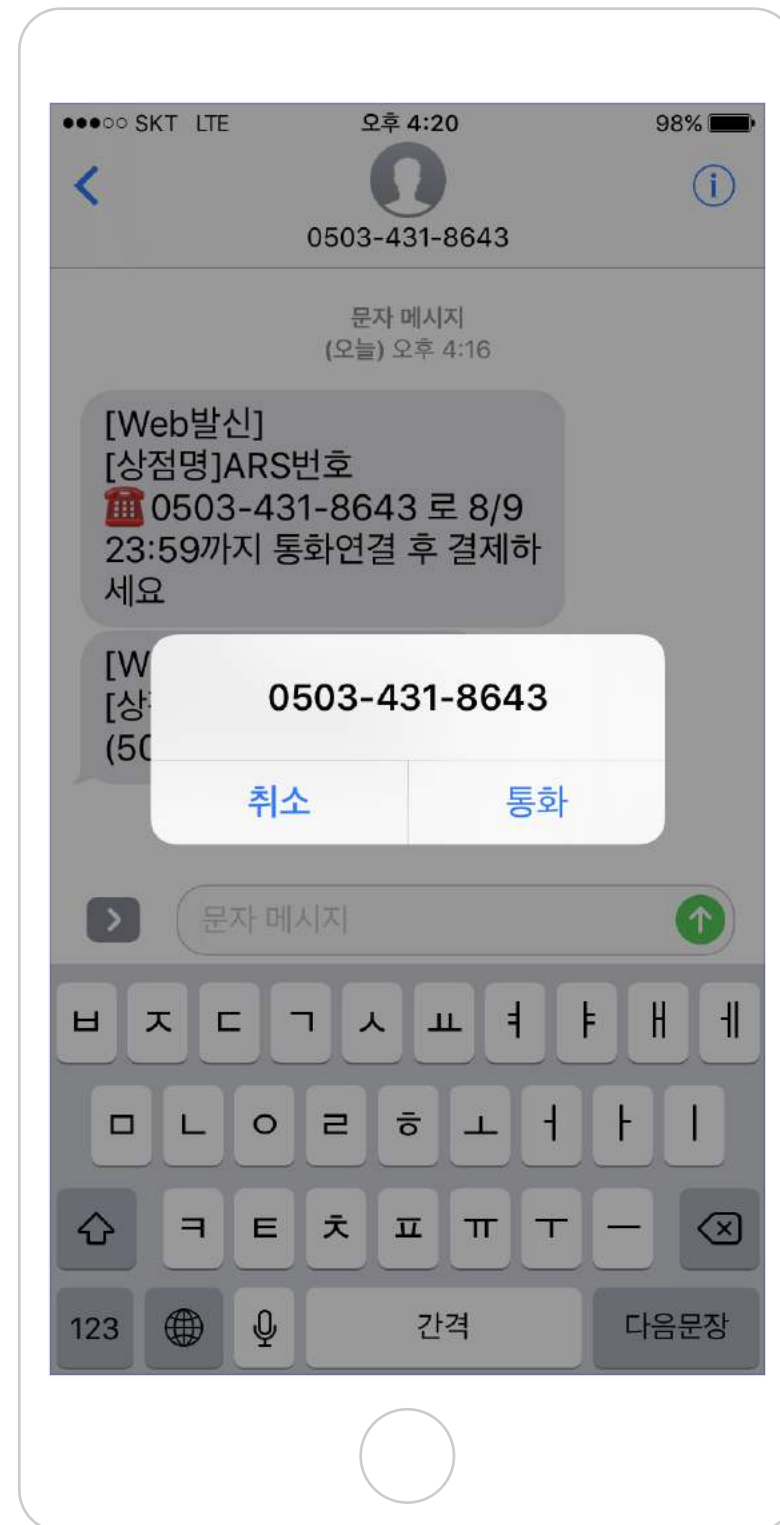 SKT LTE 오후 4:20 98%
0503-431-8643
문자 메시지
(오늘) 오후 4:16
[Web발신]
[상점명]ARS번호
☎️0503-431-8643 로 8/9
23:59까지 통화연결 후 결제하
세요
[W
[상
(50
0503-431-8643
취소 통화
문자 메시지
ㅂ ㅈ ㄷ ㄱ ㅅ ㅛ ㅕ ㅑ ㅐ ㅔ
ㅁ ㄴ ㅇ ㄹ ㅎ ㅗ ㅓ ㅏ ㅣ
ㅋ ㅌ ㅊ ㅍ ㅠ ㅜ ㅡ
123 간격 다음문장